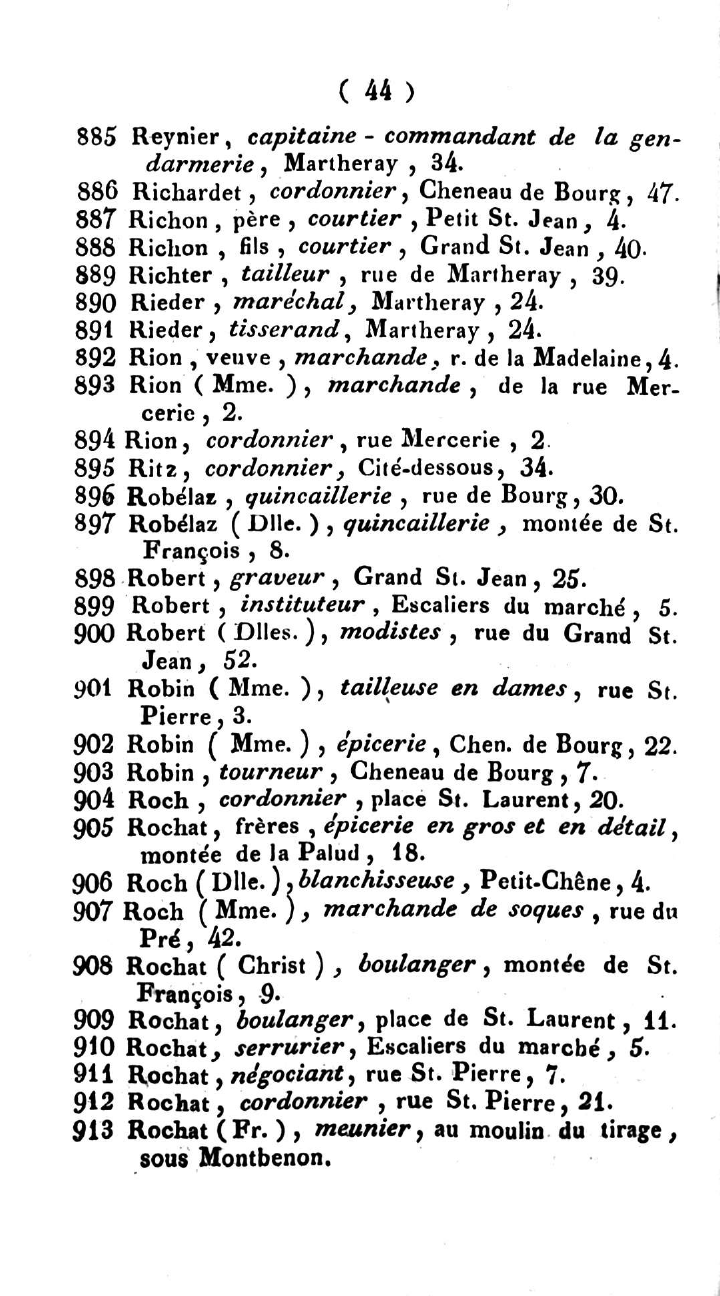 ( 44 )
885 Reynier, capitaine - commandant de la gen-
darmerie, Martheray, 34.
886 Richardet, cordonnier, Cheneau de Bourg, 47.
887 Richon, père, courtier, Petit St. Jean, 4.
888 Richon, fils, courtier, Grand St. Jean, 40.
889 Richter, tailleur, rue de Martheray, 39.
890 Rieder, maréchal, Martheray, 24.
891 Rieder, tisserand, Martheray, 24.
892 Rion, veuve, marchande, r. de la Madelaine, 4.
893 Rion ( Mme. ), marchande, de la rue Mer-
cerie, 2.
894 Rion, cordonnier, rue Mercerie, 2.
895 Ritz, cordonnier, Cité-dessous, 34.
896 Robélaz, quincaillerie, rue de Bourg, 30.
897 Robélaz ( Dlle. ), quincaillerie, montée de St.
François, 8.
898 Robert, graveur, Grand St. Jean, 25.
899 Robert, instituteur, Escaliers du marché, 5.
900 Robert ( Dlles. ), modistes, rue du Grand St.
Jean, 52.
901 Robin ( Mme. ), tailleuse en dames, rue St.
Pierre, 3.
902 Robin ( Mme. ), épicerie, Chen. de Bourg, 22.
903 Robin, tourneur, Cheneau de Bourg, 7.
904 Roch, cordonnier, place St. Laurent, 20.
905 Rochat, frères, épicerie en gros et en détail,
montée de la Palud, 18.
906 Roch ( Dlle. ), blanchisseuse, Petit-Chêne, 4.
907 Roch ( Mme. ), marchande de soques, rue du
Pré, 42.
908 Rochat ( Christ ), boulanger, montée de St.
François, 9.
909 Rochat, boulanger, place de St. Laurent, 11.
910 Rochat, serrurier, Escaliers du marché, 5.
911 Rochat, négociant, rue St. Pierre, 7.
912 Rochat, cordonnier, rue St. Pierre, 21.
913 Rochat ( Fr. ), meunier, au moulin du tirage,
sous Montbenon.